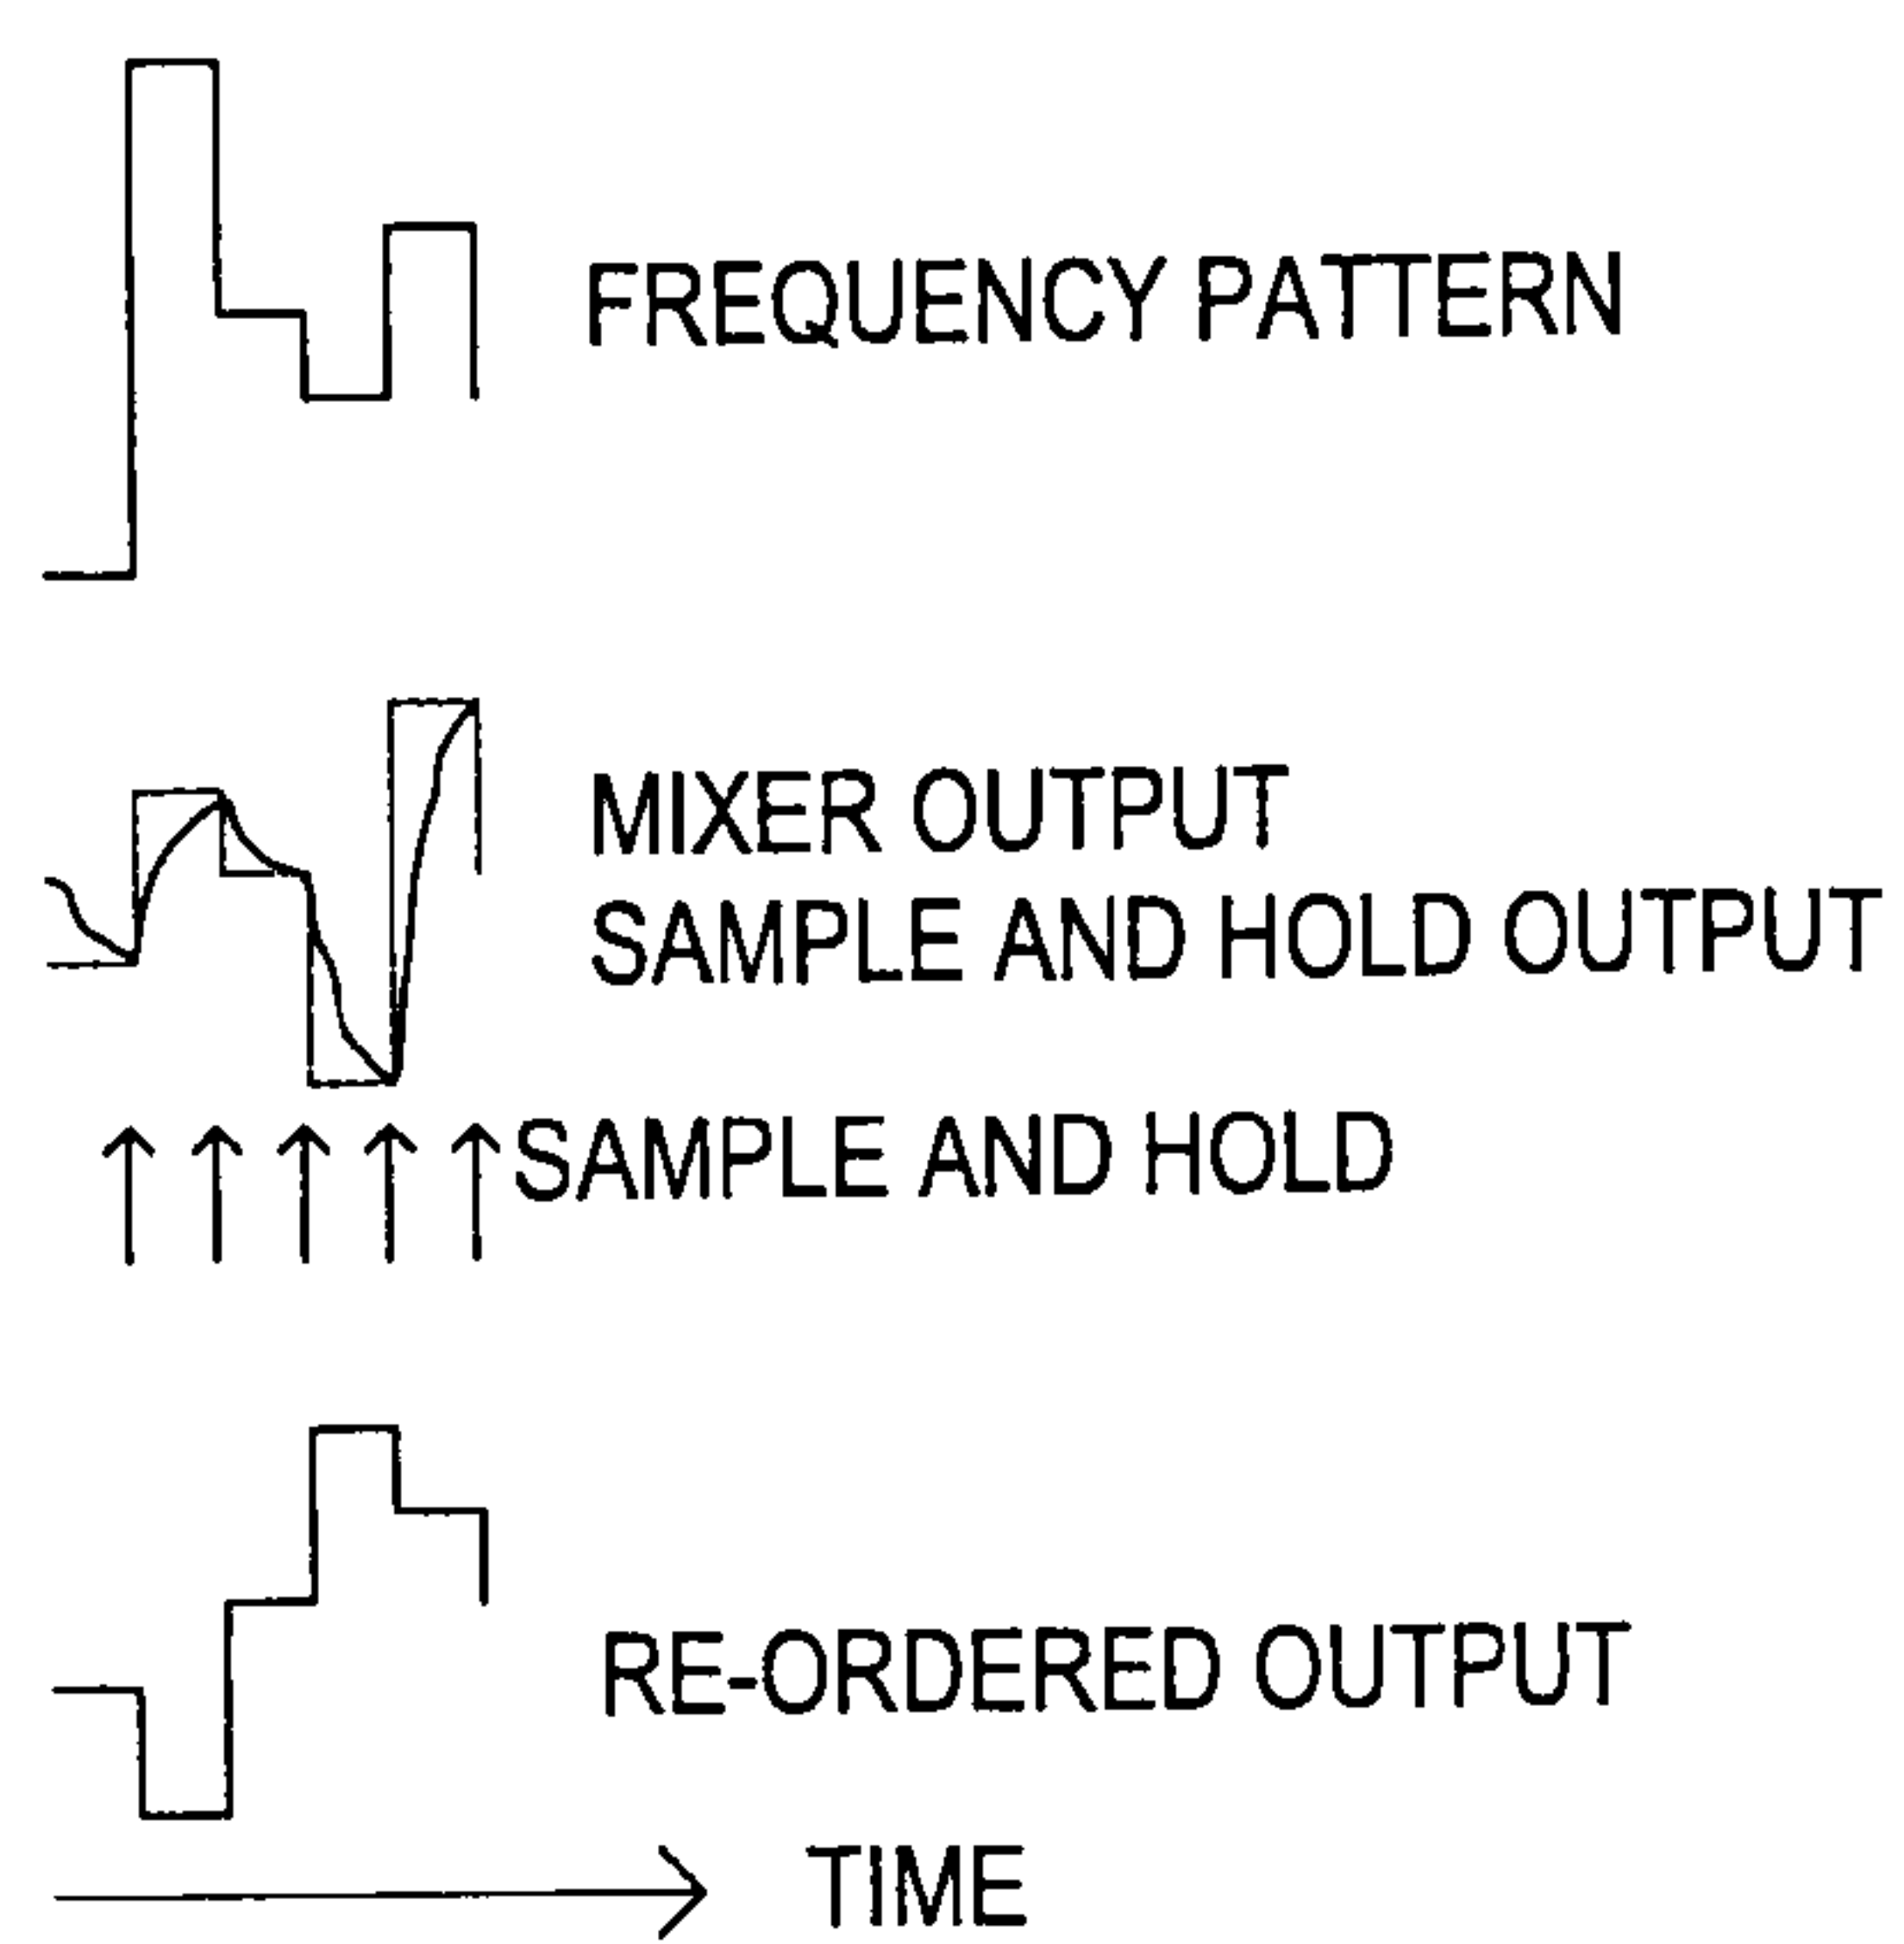 FREQUENCY PATTERN
MIXER OUTPUT
SAMPLE AND HOLD OUTPUT
SAMPLE AND HOLD
RE-ORDERED OUTPUT
TIME